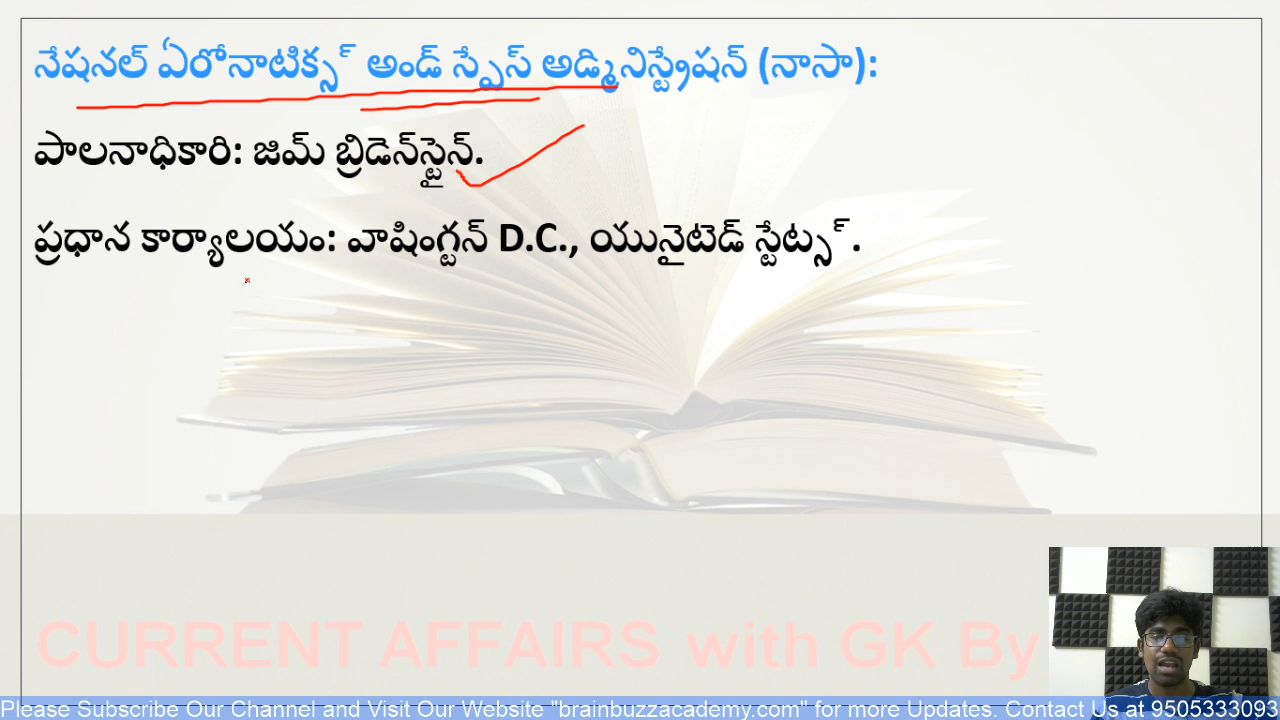 నేషనల్ ఏరోనాటిక్స్ అండ్ స్పేస్ అడ్మినిస్ట్రేషన్ (నాసా):
పాలనాధికారి: జిమ్ బ్రిడెన్‌స్టైన్.
ప్రధాన కార్యాలయం: వాషింగ్టన్ D.C., యునైటెడ్ స్టేట్స్.
CURRENT AFFAIRS with GK By
Please Subscribe Our Channel and Visit Our Website "brainbuzzacademy.com" for more Updates. Contact Us at 9505333093